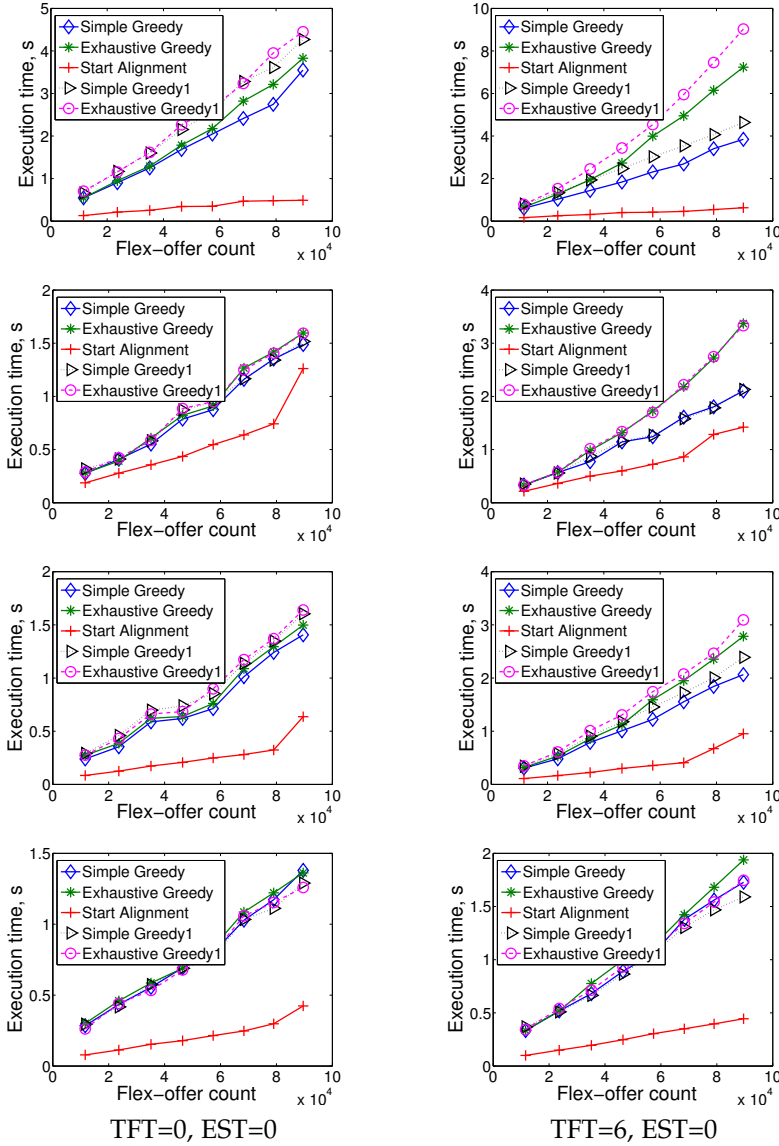 Simple Greedy
Exhaustive Greedy
Start Alignment
Simple Greedy1
Exhaustive Greedy1
Execution time, s
5
4
3
2
1
0
0 2 4 6 8 10
x 10^4
Flex-offer count
Simple Greedy
Exhaustive Greedy
Start Alignment
Simple Greedy1
Exhaustive Greedy1
Execution time, s
10
8
6
4
2
0
0 2 4 6 8 10
x 10^4
Flex-offer count
Simple Greedy
Exhaustive Greedy
Start Alignment
Simple Greedy1
Exhaustive Greedy1
Execution time, s
2
1.5
1
0.5
0
0 2 4 6 8 10
x 10^4
Flex-offer count
Simple Greedy
Exhaustive Greedy
Start Alignment
Simple Greedy1
Exhaustive Greedy1
Execution time, s
4
3
2
1
0
0 2 4 6 8 10
x 10^4
Flex-offer count
Simple Greedy
Exhaustive Greedy
Start Alignment
Simple Greedy1
Exhaustive Greedy1
Execution time, s
2
1.5
1
0.5
0
0 2 4 6 8 10
x 10^4
Flex-offer count
Simple Greedy
Exhaustive Greedy
Start Alignment
Simple Greedy1
Exhaustive Greedy1
Execution time, s
4
3
2
1
0
0 2 4 6 8 10
x 10^4
Flex-offer count
Simple Greedy
Exhaustive Greedy
Start Alignment
Simple Greedy1
Exhaustive Greedy1
Execution time, s
1.5
1
0.5
0
0 2 4 6 8 10
x 10^4
Flex-offer count
TFT=0, EST=0
Simple Greedy
Exhaustive Greedy
Start Alignment
Simple Greedy1
Exhaustive Greedy1
Execution time, s
2
1.5
1
0.5
0
0 2 4 6 8 10
x 10^4
Flex-offer count
TFT=6, EST=0